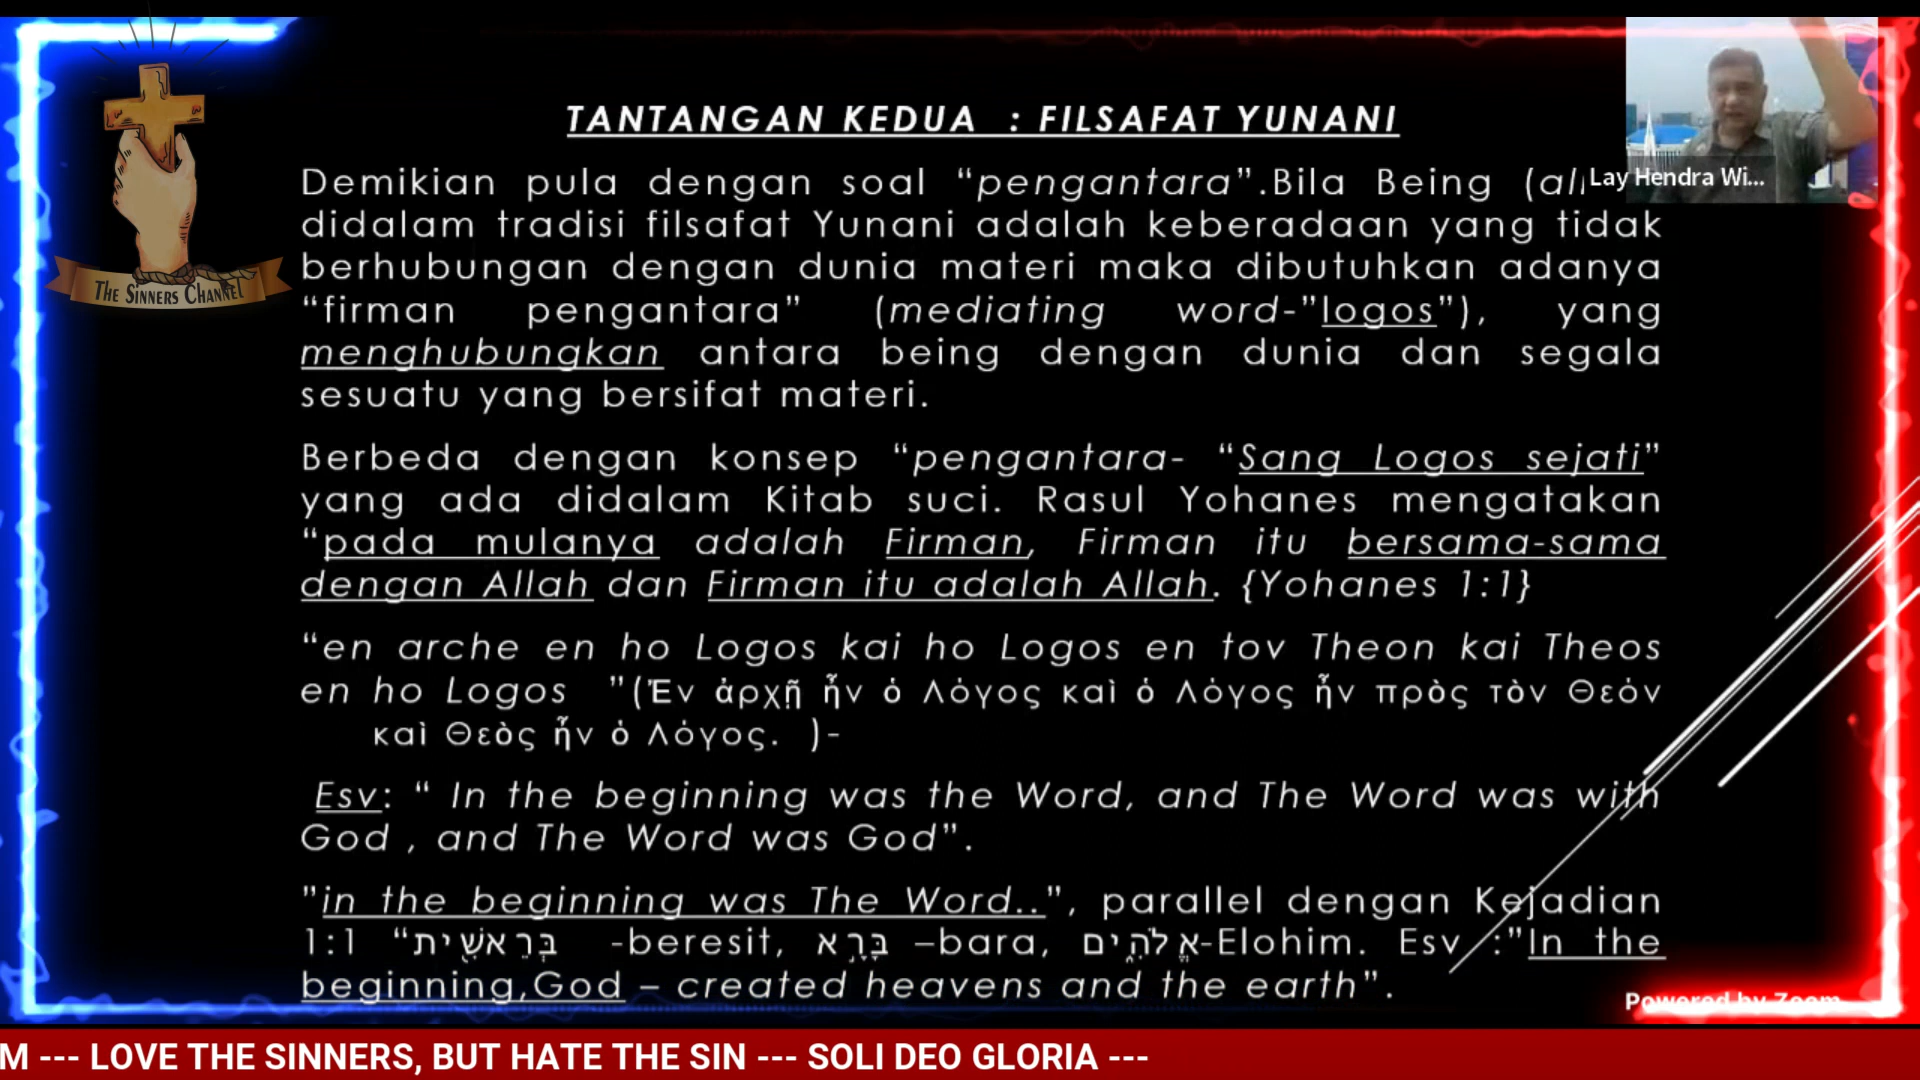 TANTANGAN KEDUA : FILSAFAT YUNANI
Demikian pula dengan soal “pengantara”.Bila Being (all
Lay Hendra Wi...
didalam tradisi filsafat Yunani adalah keberadaan yang tidak
berhubungan dengan dunia materi maka dibutuhkan adanya
“firman pengantara” (mediating word-”logos”), yang
menghubungkan antara being dengan dunia dan segala
sesuatu yang bersifat materi.
THE SINNERS CHANNEL
Berbeda dengan konsep “pengantara- “Sang Logos sejati”
yang ada didalam Kitab suci. Rasul Yohanes mengatakan
“pada mulanya adalah Firman, Firman itu bersama-sama
dengan Allah dan Firman itu adalah Allah. {Yohanes 1:1}
“en arche en ho Logos kai ho Logos en tov Theon kai Theos
en ho Logos ”(Ἐν ἀρχῇ ἦν ὁ Λόγος καὶ ὁ Λόγος ἦν πρὸς τὸν Θεόν
καὶ Θεὸς ἦν ὁ Λόγος. )-
Esv: “ In the beginning was the Word, and The Word was with
God , and The Word was God”.
”in the beginning was The Word..”, parallel dengan Kejadian
1:1 “בְּרֵאשִׁ֖ית -beresit, בָּרָ֣א –bara, אֱלֹהִ֑ים-Elohim. Esv :”In the
beginning,God – created heavens and the earth”.
Powered by Zoom
M --- LOVE THE SINNERS, BUT HATE THE SIN --- SOLI DEO GLORIA ---